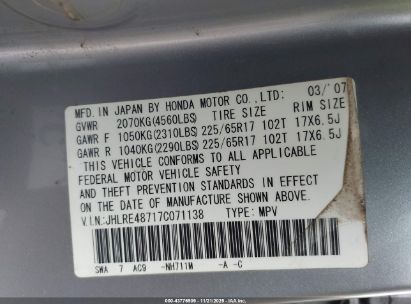 MFD. IN JAPAN BY HONDA MOTOR CO., LTD: 03/'07
GVWR 2070KG(4560LBS) TIRE SIZE RIM SIZE
GAWR F 1050KG(2310LBS) 225/65R17 102T 17X6.5J
GAWR R 1040KG(2290LBS) 225/65R17 102T 17X6.5J
THIS VEHICLE CONFORMS TO ALL APPLICABLE
FEDERAL MOTOR VEHICLE SAFETY
AND THEFT PREVENTION STANDARDS IN EFFECT ON
THE DATE OF MANUFACTURE SHOWN ABOVE.
V.I.N.:JHLRE48717C071138 TYPE: MPV
SWA 7 AC9 -NH711M -A -C